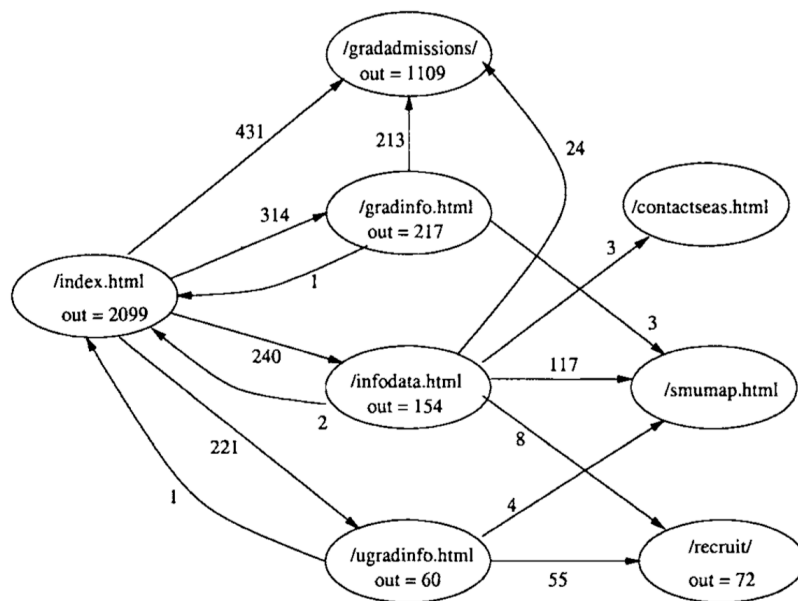 /gradadmissions/
out = 1109
431
213
24
/gradinfo.html
out = 217
/contactseas.html
314
3
/index.html
out = 2099
1
3
240
/infodata.html
out = 154
117
/smumap.html
2
221
8
1
4
/ugradinfo.html
out = 60
55
/recruit/
out = 72